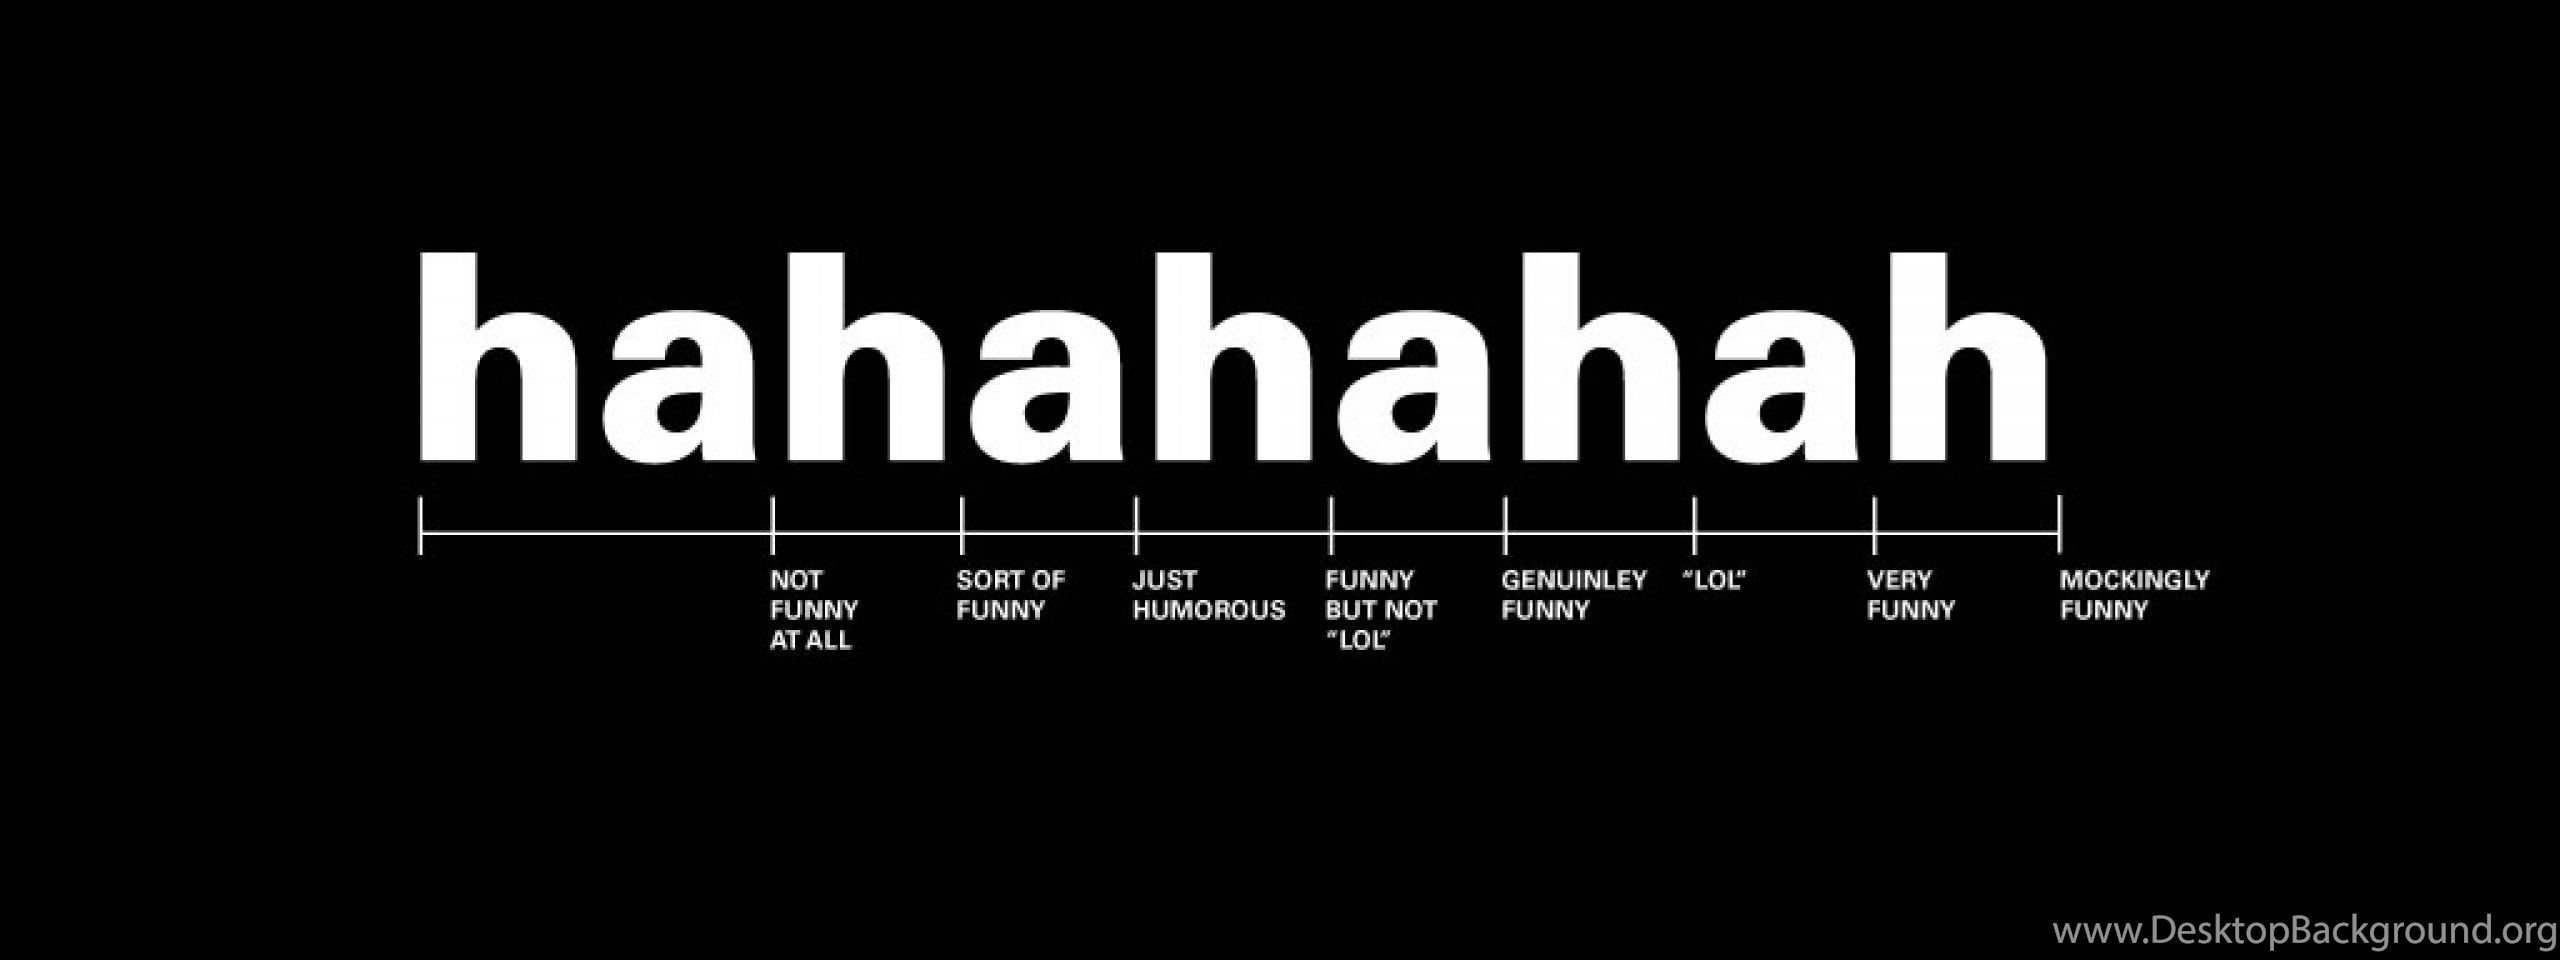 hahahahah
NOT
FUNNY
AT ALL
SORT OF
FUNNY
JUST
HUMOROUS
FUNNY
BUT NOT
“LOL”
GENUINLEY
FUNNY
“LOL”
VERY
FUNNY
MOCKINGLY
FUNNY
www.DesktopBackground.org